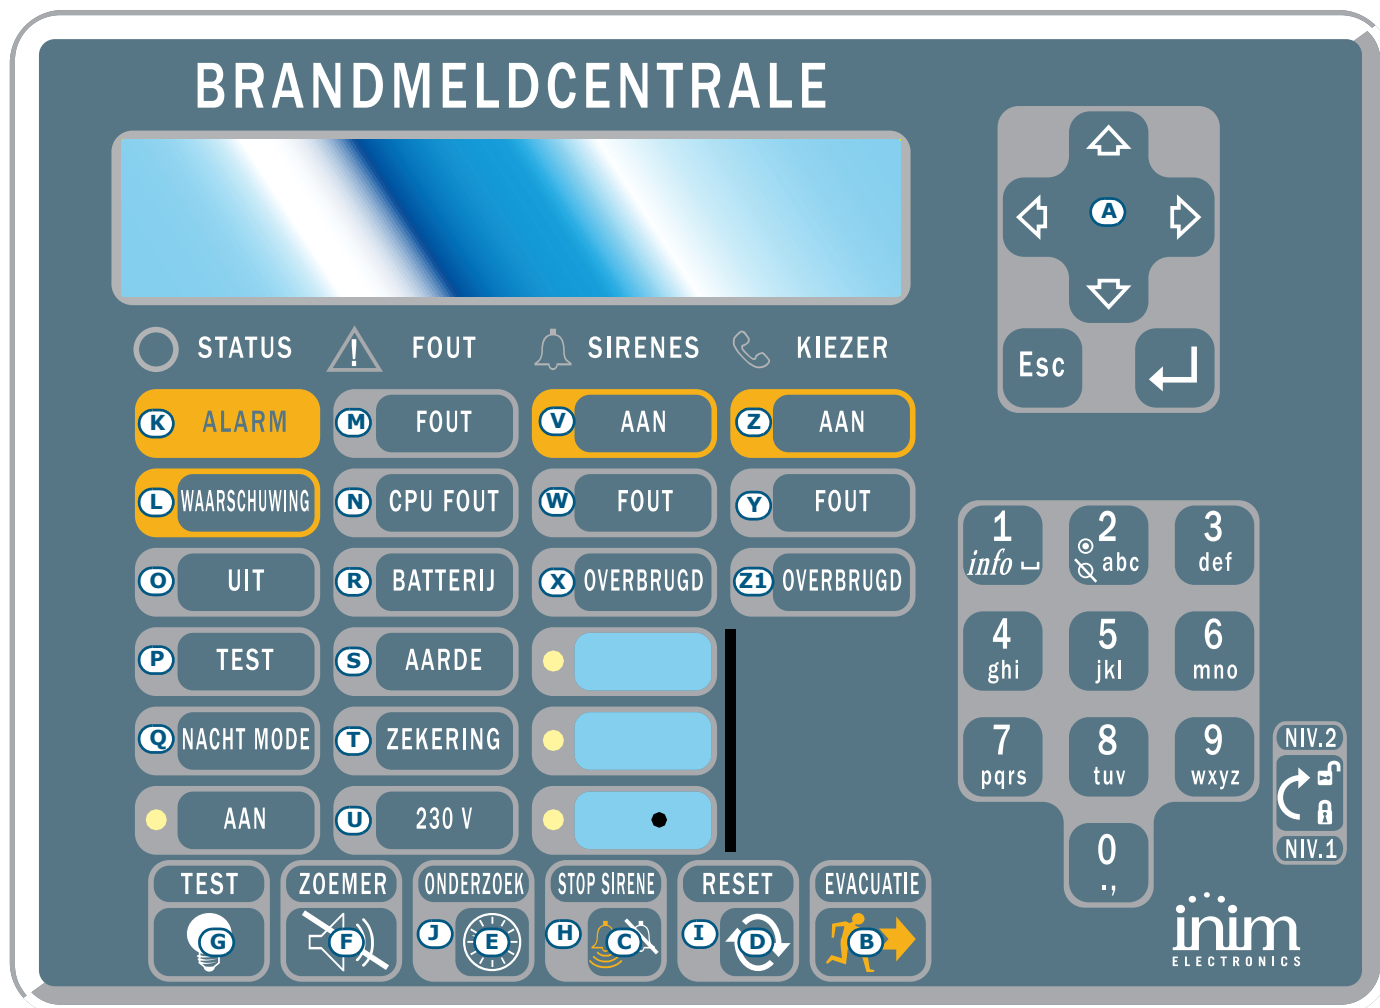 BRANDMELDCENTRALE
A
STATUS FOUT SIRENES KIEZER
Esc
K ALARM M FOUT V AAN Z AAN
L WAARSCHUWING N CPU FOUT W FOUT Y FOUT
O UIT R BATTERIJ X OVERBRUGD Z1 OVERBRUGD
P TEST S AARDE
Q NACHT MODE T ZEKERING
AAN U 230 V
1 2 3
info abc def
4 5 6
ghi jkl mno
7 8 9
pqrs tuv wxyz
0
.,
NIV.2
NIV.1
TEST ZOEMER ONDERZOEK STOP SIRENE RESET EVACUATIE
G F J E H C I D B
inim
ELECTRONICS